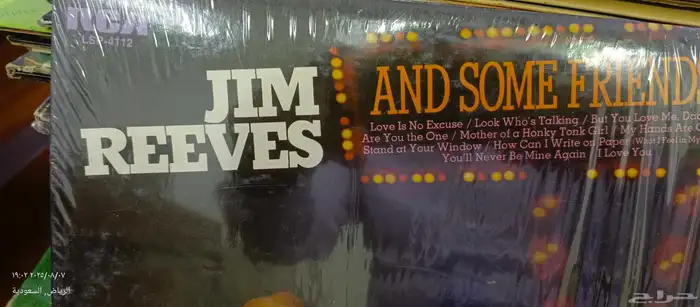 RCA
LSP-4112
JIM
REEVES
AND SOME FRIENDS
Love Is No Excuse / Look Who's Talking / But You Love Me, Dad
Are You the One / Mother of a Honky Tonk Girl / My Hands Are
Stand at Your Window / How Can I Write on Paper (What I Feel in My
You'll Never Be Mine Again / I Love You
١٩:٠٢ ٢٠٢٥/٠٨/٠٧
الرياض, السعودية
حراج